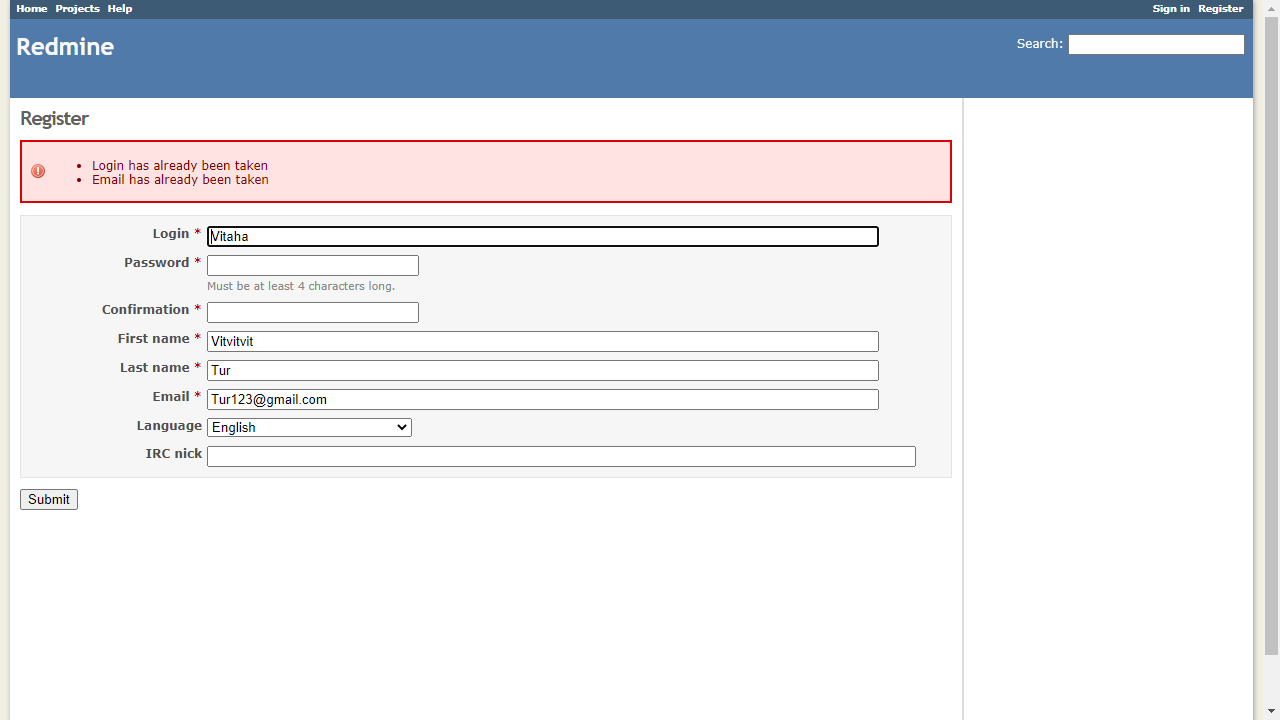 Home Projects Help Sign in Register
Redmine
Search:
Register
Login has already been taken
Email has already been taken
Login * Vitaha
Password *
Must be at least 4 characters long.
Confirmation *
First name * Vitvitvit
Last name * Tur
Email * Tur123@gmail.com
Language English
IRC nick
Submit